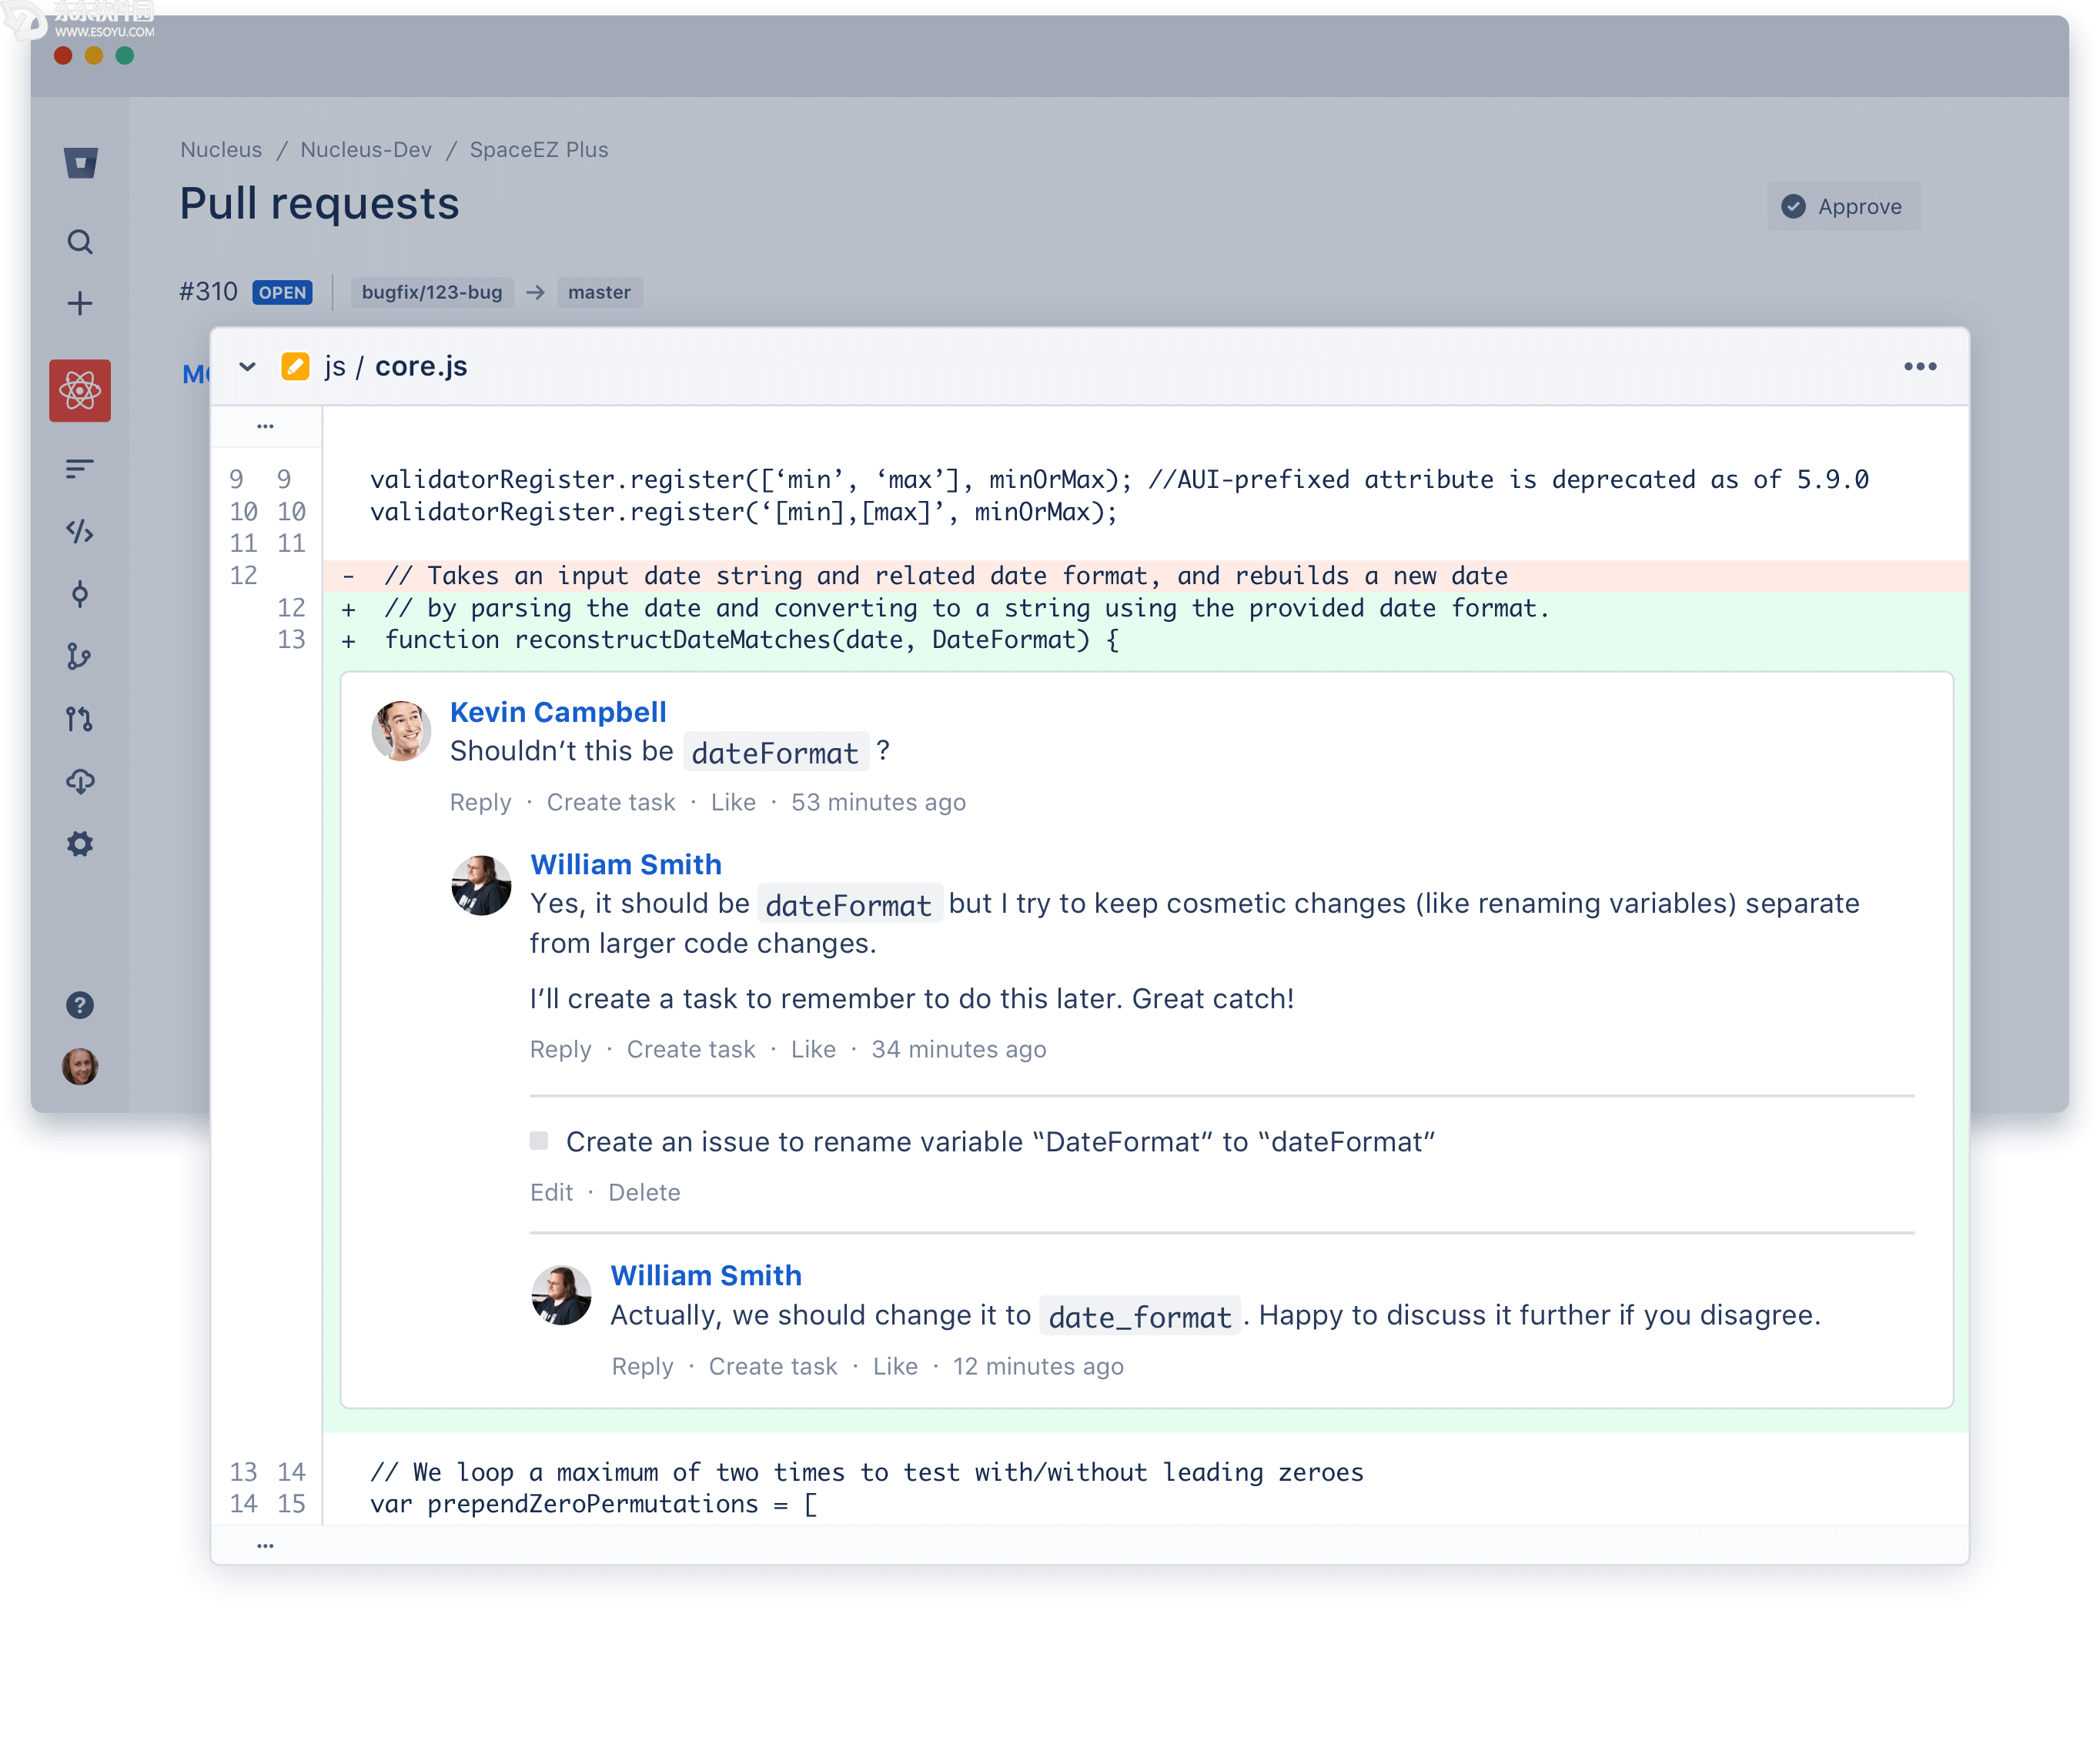 东东软件园
WWW.ESOYU.COM
Nucleus / Nucleus-Dev / SpaceEZ Plus
Pull requests
Approve
#310 OPEN bugfix/123-bug → master
js / core.js
...
9 9 validatorRegister.register([‘min’, ‘max’], minOrMax); //AUI-prefixed attribute is deprecated as of 5.9.0
10 10 validatorRegister.register(‘[min],[max]’, minOrMax);
11 11
12 - // Takes an input date string and related date format, and rebuilds a new date
12 + // by parsing the date and converting to a string using the provided date format.
13 + function reconstructDateMatches(date, DateFormat) {
Kevin Campbell
Shouldn’t this be dateFormat ?
Reply · Create task · Like · 53 minutes ago
William Smith
Yes, it should be dateFormat but I try to keep cosmetic changes (like renaming variables) separate
from larger code changes.
I’ll create a task to remember to do this later. Great catch!
Reply · Create task · Like · 34 minutes ago
Create an issue to rename variable “DateFormat” to “dateFormat”
Edit · Delete
William Smith
Actually, we should change it to date_format. Happy to discuss it further if you disagree.
Reply · Create task · Like · 12 minutes ago
13 14 // We loop a maximum of two times to test with/without leading zeroes
14 15 var prependZeroPermutations = [
...